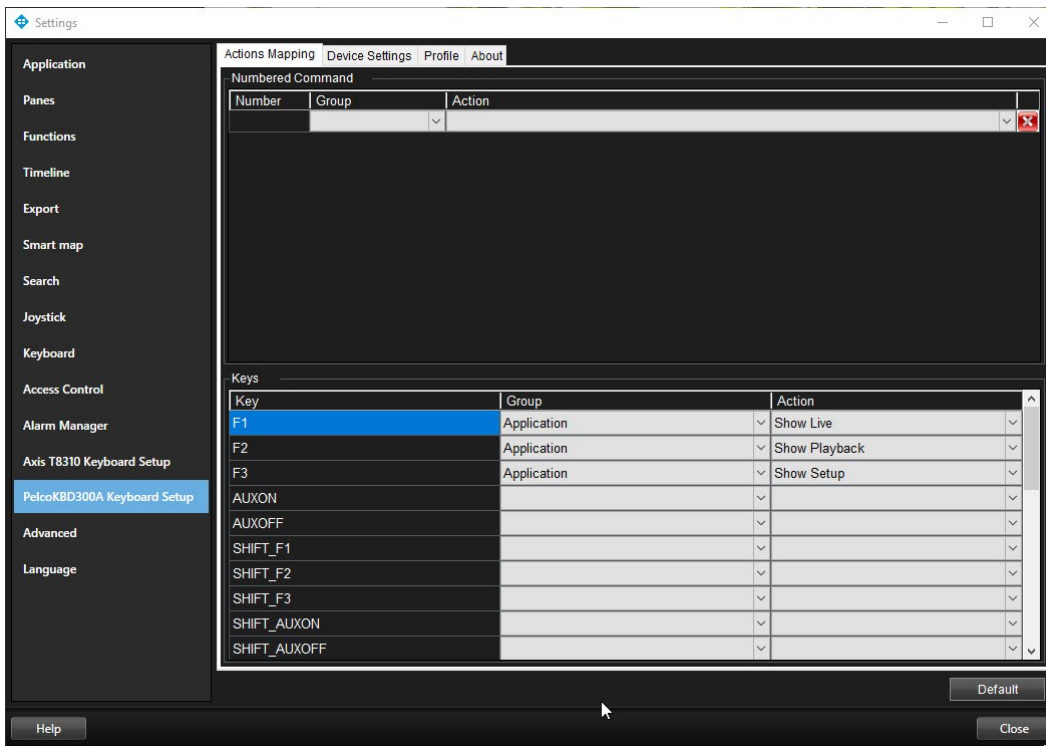 Settings
Application
Panes
Functions
Timeline
Export
Smart map
Search
Joystick
Keyboard
Access Control
Alarm Manager
Axis T8310 Keyboard Setup
PelcoKBD300A Keyboard Setup
Advanced
Language
Actions Mapping Device Settings Profile About
Numbered Command
Number Group Action
Keys
Key Group Action
F1 Application Show Live
F2 Application Show Playback
F3 Application Show Setup
AUXON
AUXOFF
SHIFT_F1
SHIFT_F2
SHIFT_F3
SHIFT_AUXON
SHIFT_AUXOFF
Default
Help Close